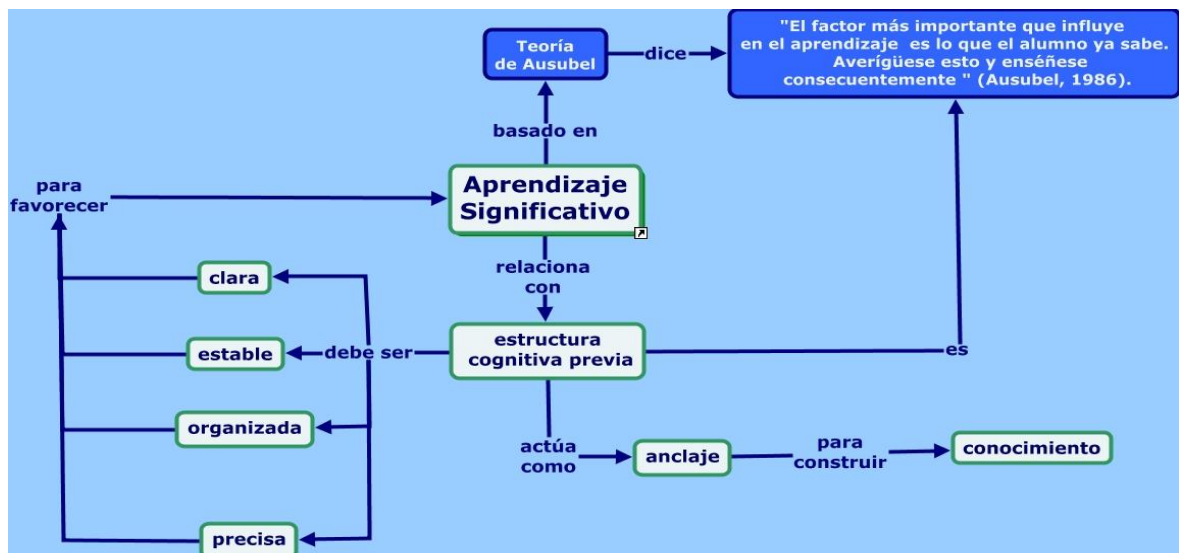 Teoría
de Ausubel
dice
"El factor más importante que influye
en el aprendizaje es lo que el alumno ya sabe.
Averigüese esto y enséñese
consecuentemente " (Ausubel, 1986).
basado en
para
favorecer
Aprendizaje
Significativo
relaciona
con
clara
estable
debe ser
estructura
cognitiva previa
es
organizada
actúa
como
anclaje
para
construir
conocimiento
precisa